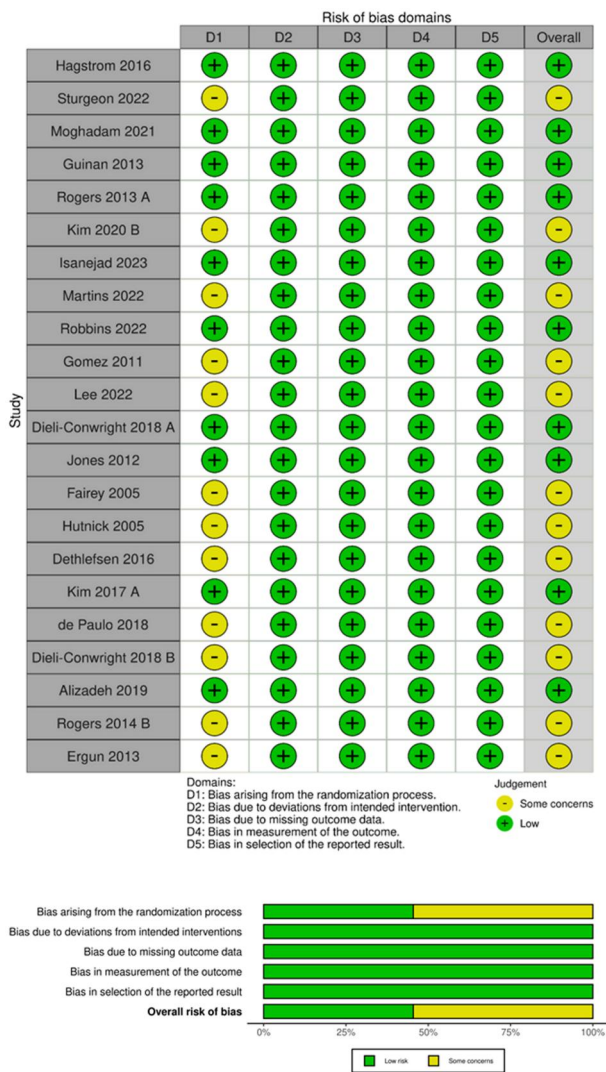 Risk of bias domains
D1 D2 D3 D4 D5 Overall
Study
Hagstrom 2016 + + + + + +
Sturgeon 2022 - + + + + -
Moghadam 2021 + + + + + +
Guinan 2013 + + + + + +
Rogers 2013 A + + + + + +
Kim 2020 B - + + + + -
Isanejad 2023 + + + + + +
Martins 2022 - + + + + -
Robbins 2022 + + + + + +
Gomez 2011 - + + + + -
Lee 2022 - + + + + -
Dieli-Conwright 2018 A + + + + + +
Jones 2012 + + + + + +
Fairey 2005 - + + + + -
Hutnick 2005 - + + + + -
Dethlefsen 2016 - + + + + -
Kim 2017 A + + + + + +
de Paulo 2018 - + + + + -
Dieli-Conwright 2018 B - + + + + -
Alizadeh 2019 + + + + + +
Rogers 2014 B - + + + + -
Ergun 2013 - + + + + -
Domains:
D1: Bias arising from the randomization process.
D2: Bias due to deviations from intended intervention.
D3: Bias due to missing outcome data.
D4: Bias in measurement of the outcome.
D5: Bias in selection of the reported result.
Judgement
- Some concerns
+ Low
Bias arising from the randomization process
Bias due to deviations from intended interventions
Bias due to missing outcome data
Bias in measurement of the outcome
Bias in selection of the reported result
Overall risk of bias
0% 25% 50% 75% 100%
Low risk Some concerns